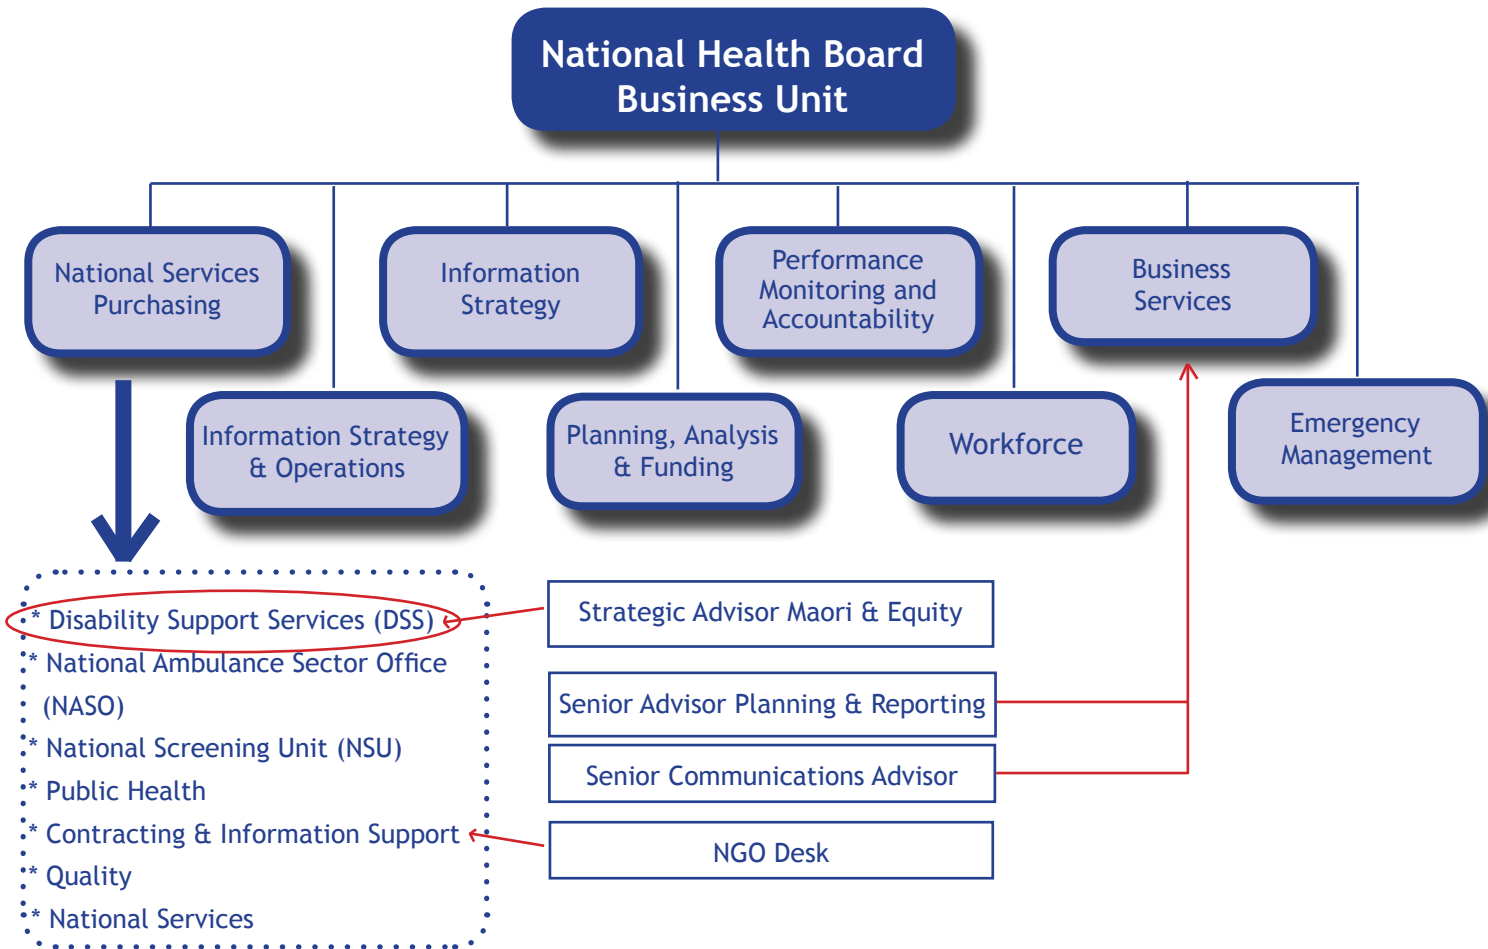 National Health Board
Business Unit
National Services
Purchasing
Information
Strategy
Performance
Monitoring and
Accountability
Business
Services
Information Strategy
& Operations
Planning, Analysis
& Funding
Workforce
Emergency
Management
* Disability Support Services (DSS)
* National Ambulance Sector Office
(NASO)
* National Screening Unit (NSU)
* Public Health
* Contracting & Information Support
* Quality
* National Services
Strategic Advisor Maori & Equity
Senior Advisor Planning & Reporting
Senior Communications Advisor
NGO Desk